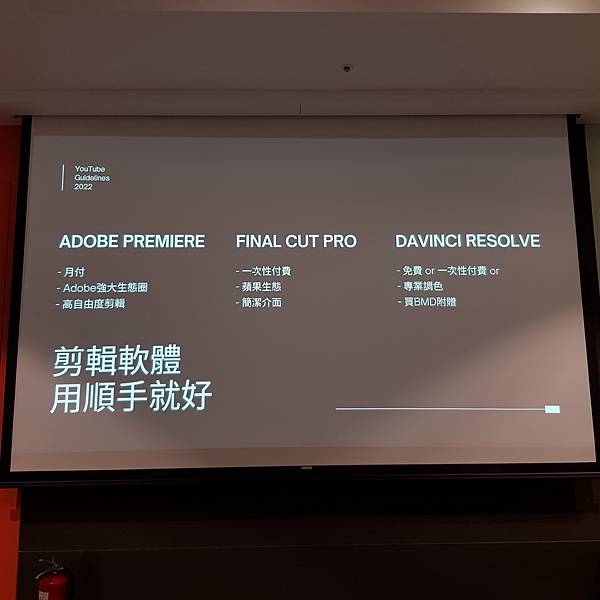 YouTube
Guidelines
2022
ADOBE PREMIERE
- 月付
- Adobe強大生態圈
- 高自由度剪輯
FINAL CUT PRO
- 一次性付費
- 蘋果生態
- 簡潔介面
DAVINCI RESOLVE
- 免費 or 一次性付費 or
- 專業調色
- 買BMD附贈
剪輯軟體
用順手就好